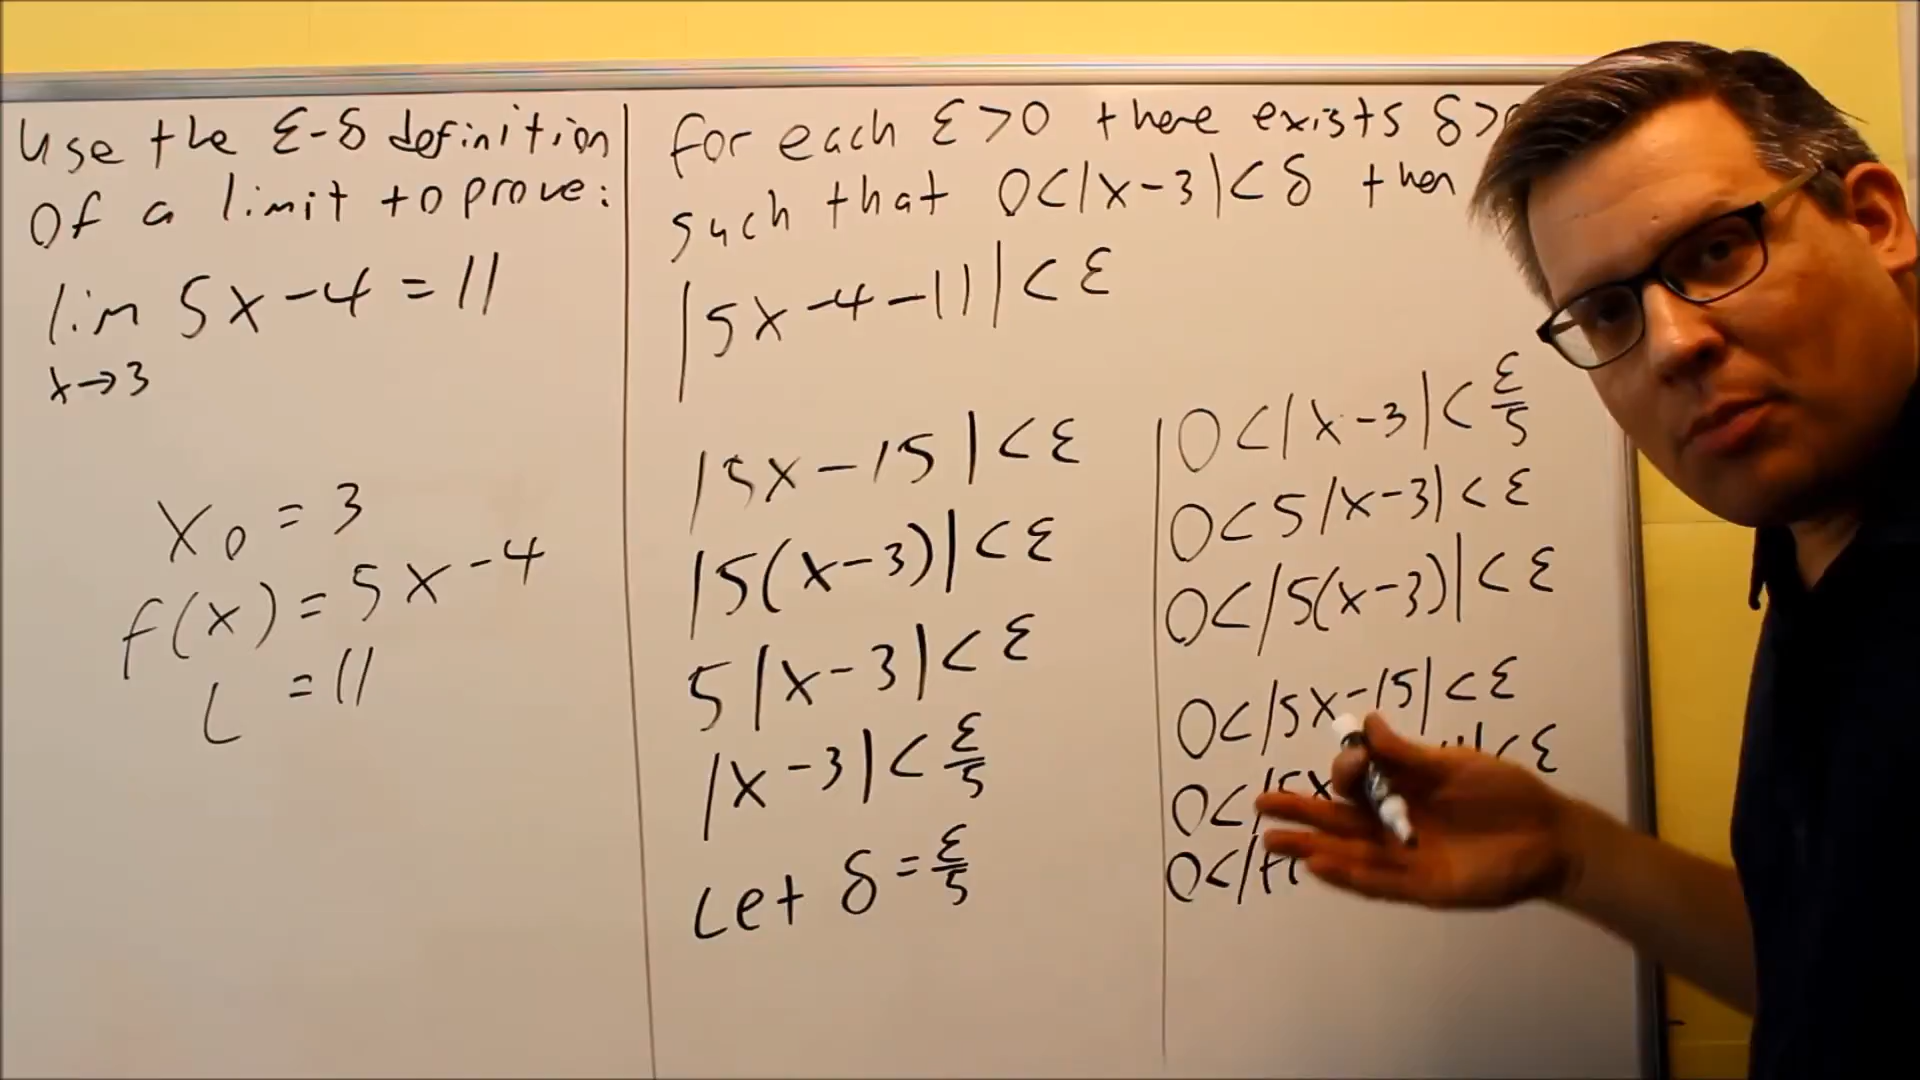 Use the ε-δ definition
of a limit to prove:
lim 5x-4=11
x→3
x₀=3
f(x)=5x-4
L=11
for each ε>0 there exists δ>
such that 0<|x-3|<δ then
|5x-4-11|<ε
|5x-15|<ε
|5(x-3)|<ε
5|x-3|<ε
|x-3|<ε/5
Let δ=ε/5
0<|x-3|<ε/5
0<5|x-3|<ε
0<|5(x-3)|<ε
0<|5x-15|<ε
0<|5x |<ε
0<|f(